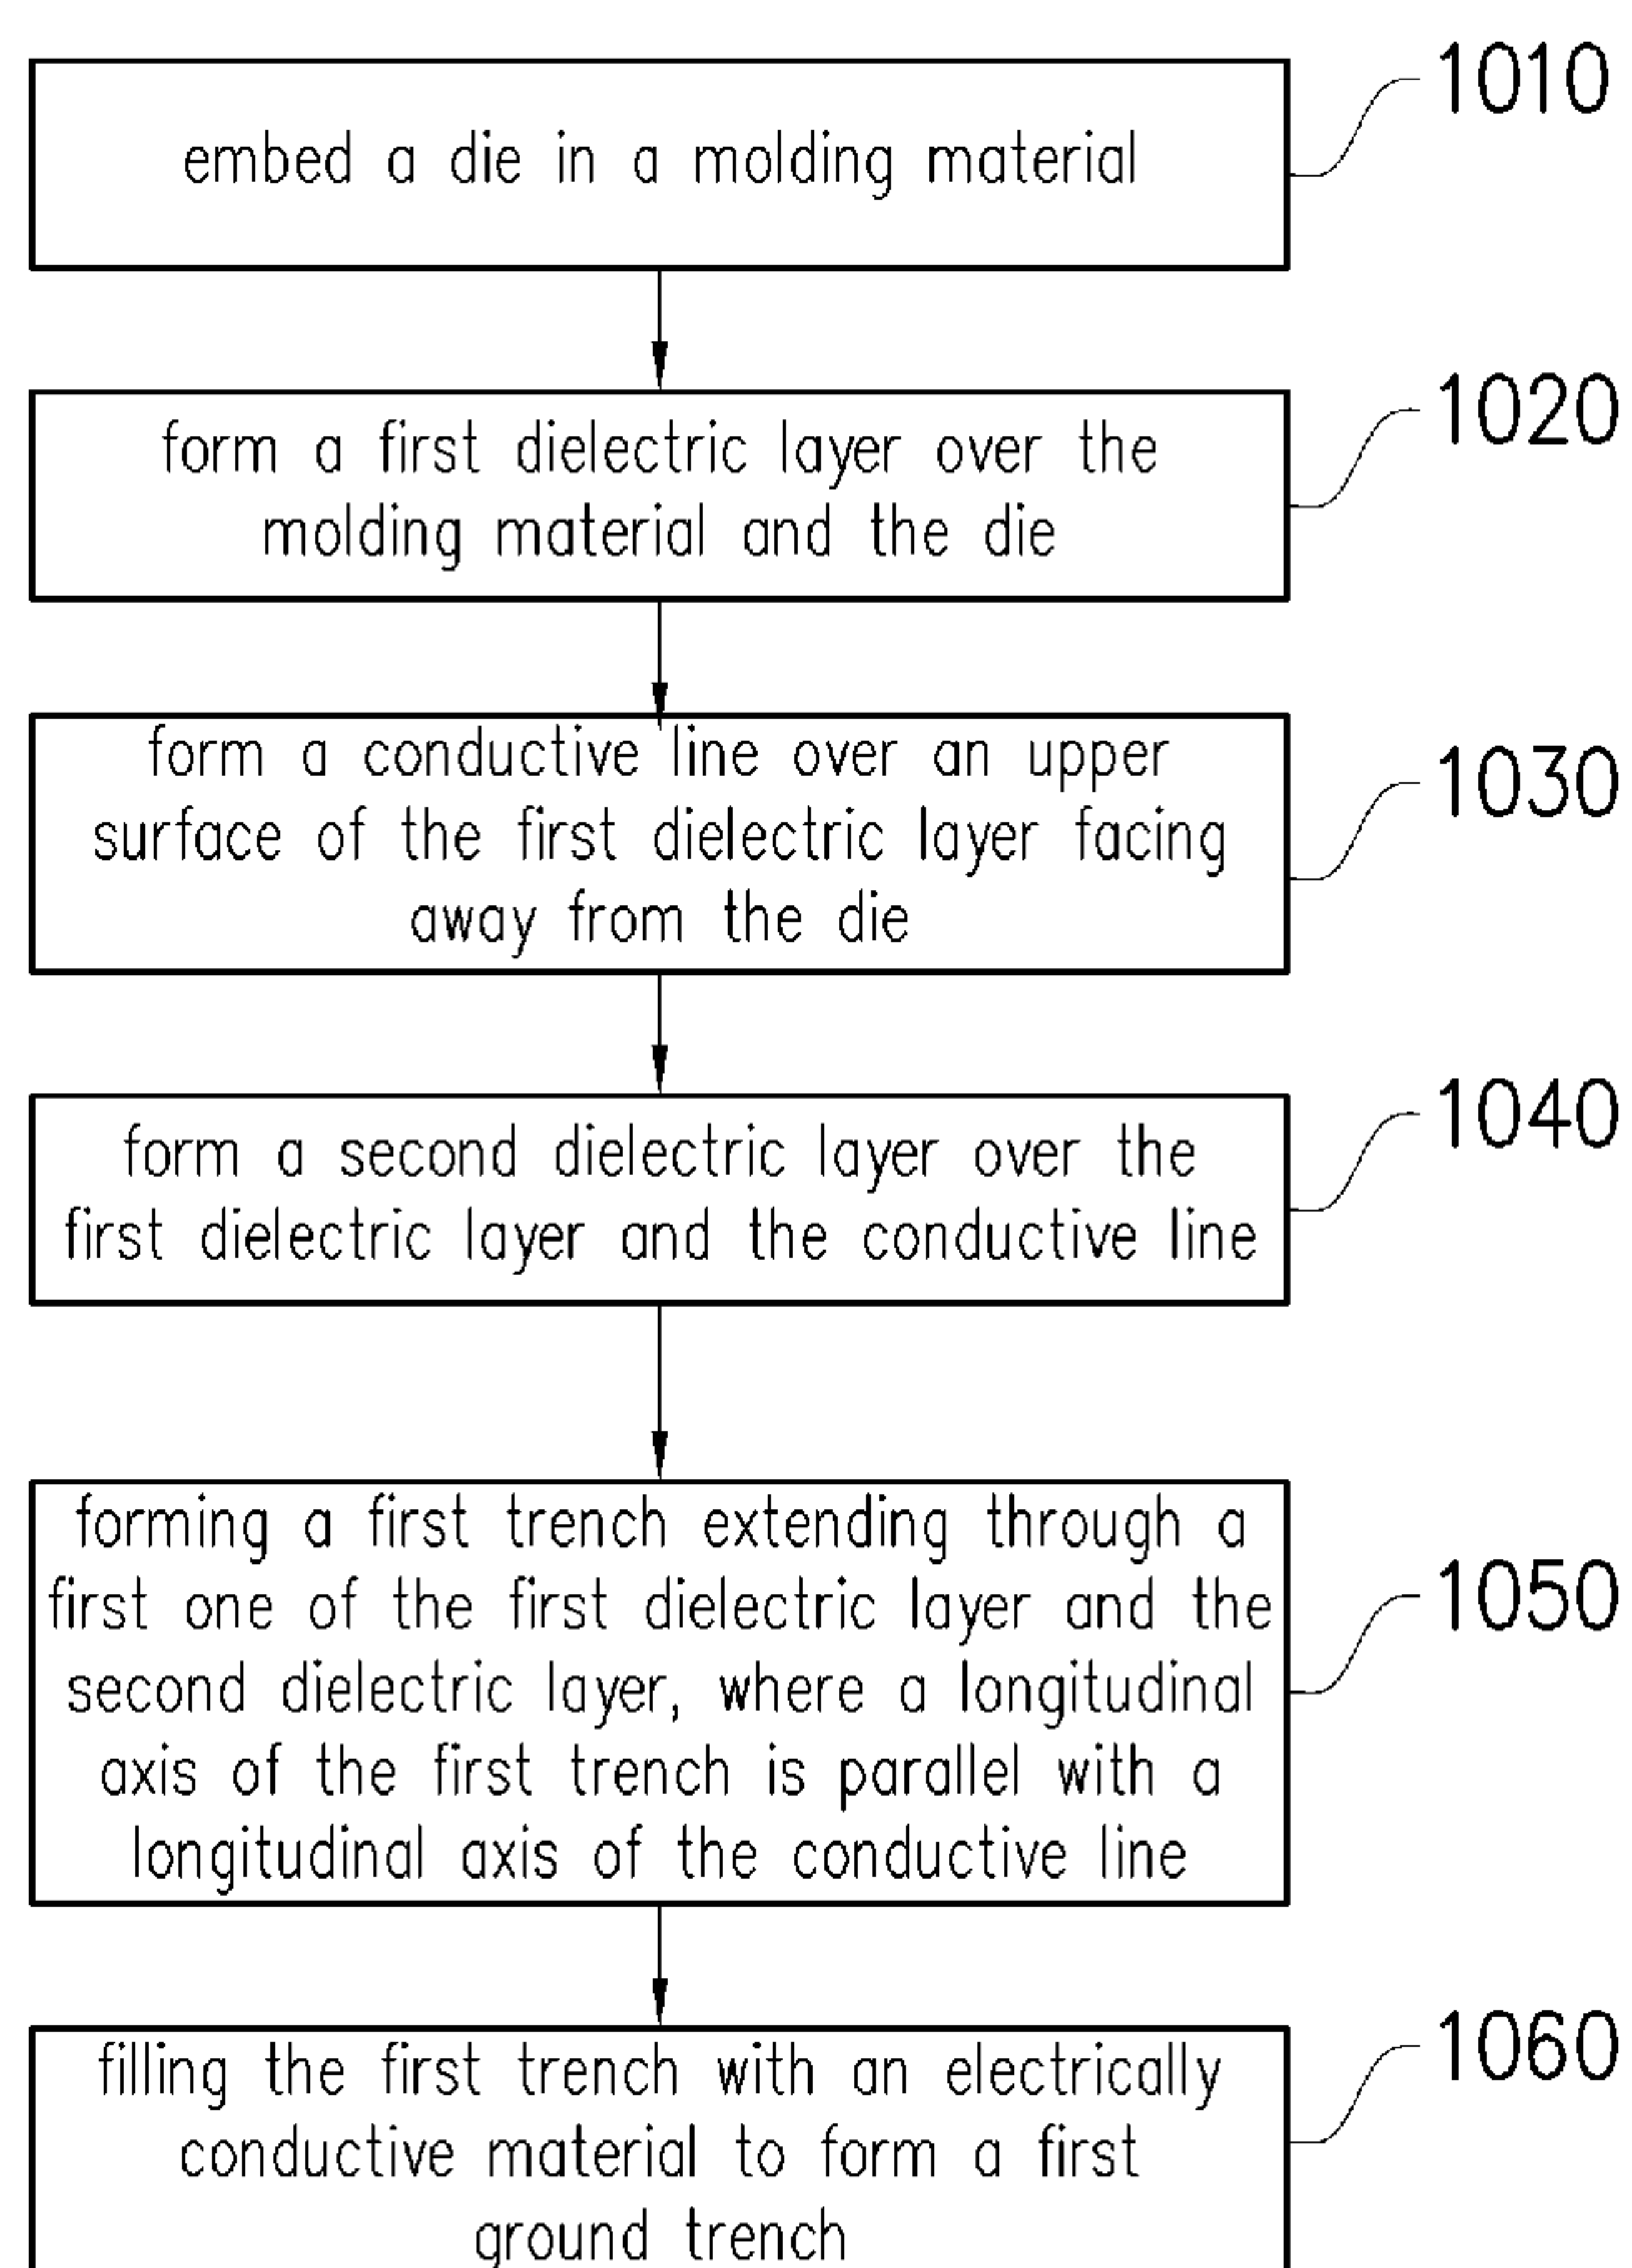 1010
embed a die in a molding material
1020
form a first dielectric layer over the
molding material and the die
1030
form a conductive line over an upper
surface of the first dielectric layer facing
away from the die
1040
form a second dielectric layer over the
first dielectric layer and the conductive line
1050
forming a first trench extending through a
first one of the first dielectric layer and the
second dielectric layer, where a longitudinal
axis of the first trench is parallel with a
longitudinal axis of the conductive line
1060
filling the first trench with an electrically
conductive material to form a first
ground trench